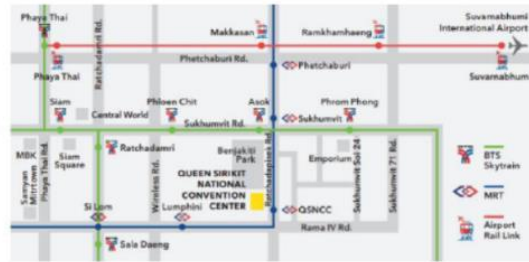 Phaya Thai
Ratchadamri Rd.
Makkasan
Ramkhamhaeng
Suvarnabhumi
International Airport
Phetchaburi Rd.
Phaya Thai
Phetchaburi
Suvarnabhum
Siam
Central World
Phloen Chit
Asok
Phrom Phong
Sukhumvit Rd.
Sukhumvit
MBK
Siam
Square
Ratchadamri
Benjakiti
Park
Emporium
Samyan
Mitrtown
Phaya Thai Rd.
Wireless Rd.
Ratchadapisek Rd.
Sukhumvit Soi 24
Sukhumvit 71 Rd.
QUEEN SIRIKIT
NATIONAL
CONVENTION
CENTER
Si Lom
Lumphini
QSNCC
Rama IV Rd.
Sala Daeng
BTS
Skytrain
MRT
Airport
Rail Link